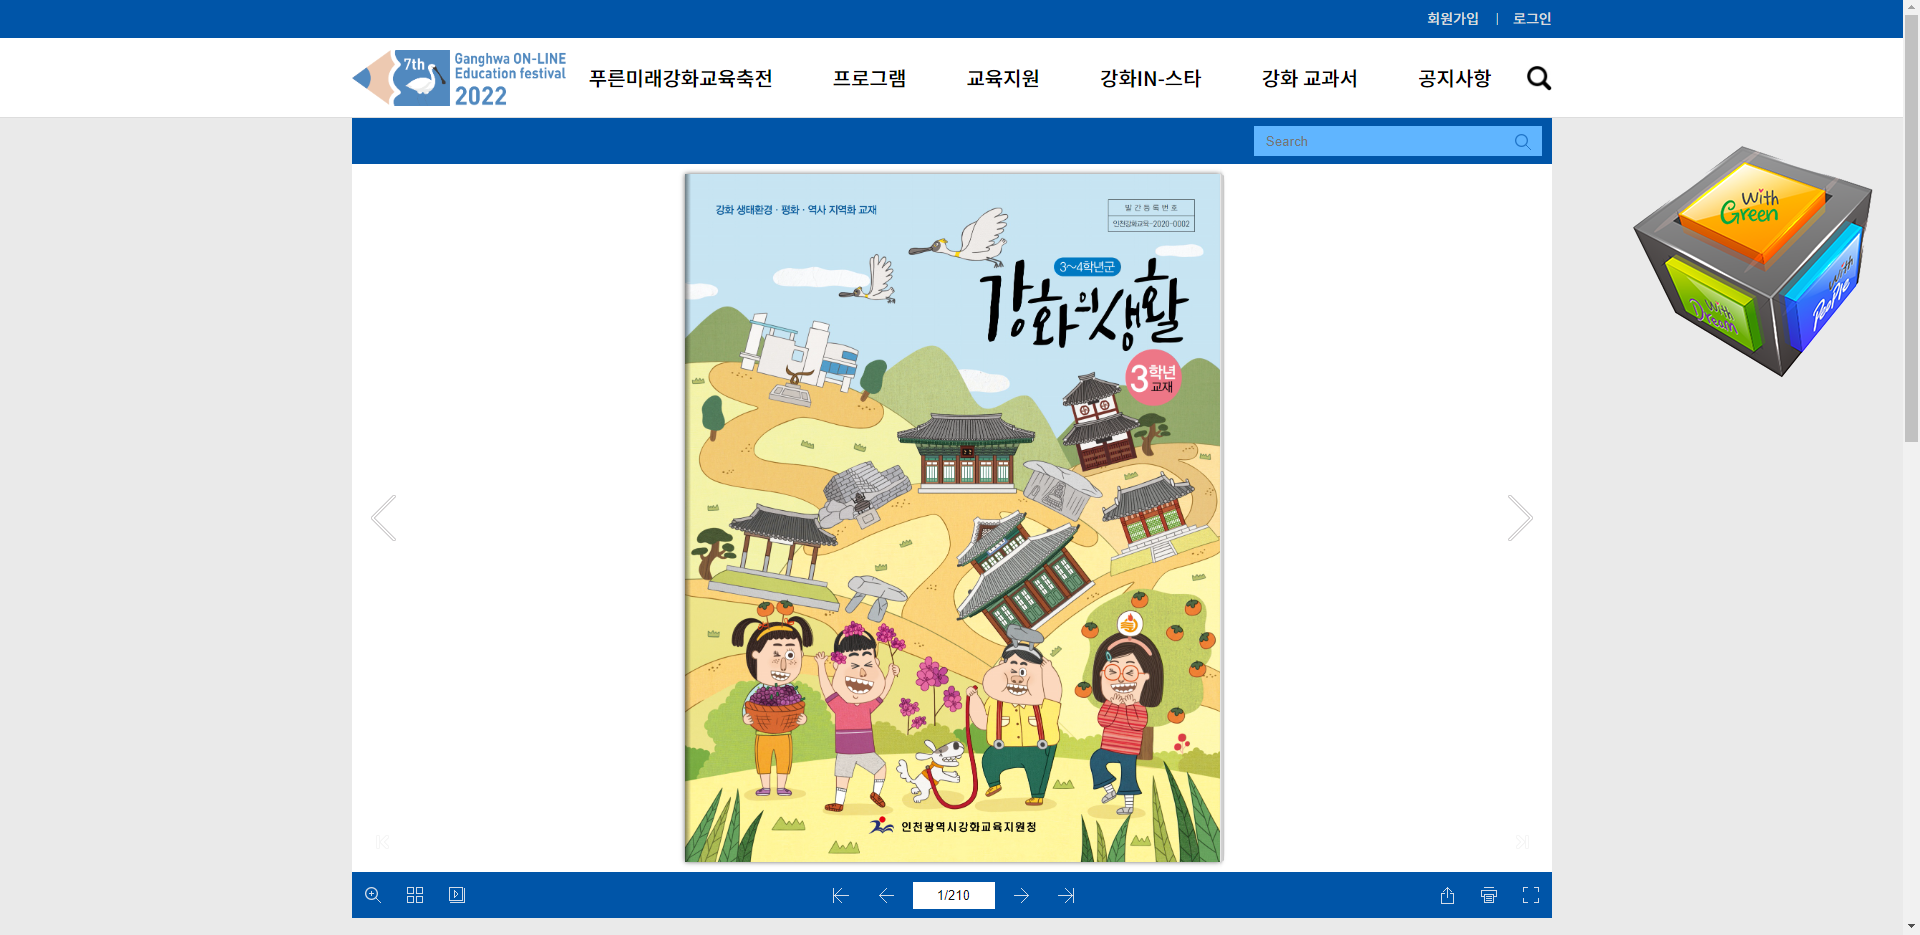 회원가입 | 로그인
7th
Ganghwa ON-LINE
Education festival
2022
푸른미래강화교육축전 프로그램 교육지원 강화IN-스타 강화 교과서 공지사항
Search
강화 생태환경 · 평화 · 역사 지역화 교재
발간등록번호
인천강화교육-2020-0002
3~4학년군
강화의생활
3학년
교재
With
Green
With
Dream
With
PeoPle
인천광역시강화교육지원청
1/210